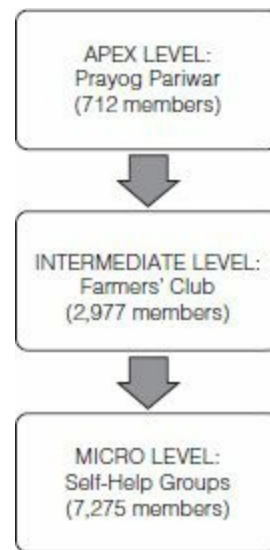 APEX LEVEL:
Prayog Pariwar
(712 members)
INTERMEDIATE LEVEL:
Farmers' Club
(2,977 members)
MICRO LEVEL:
Self-Help Groups
(7,275 members)